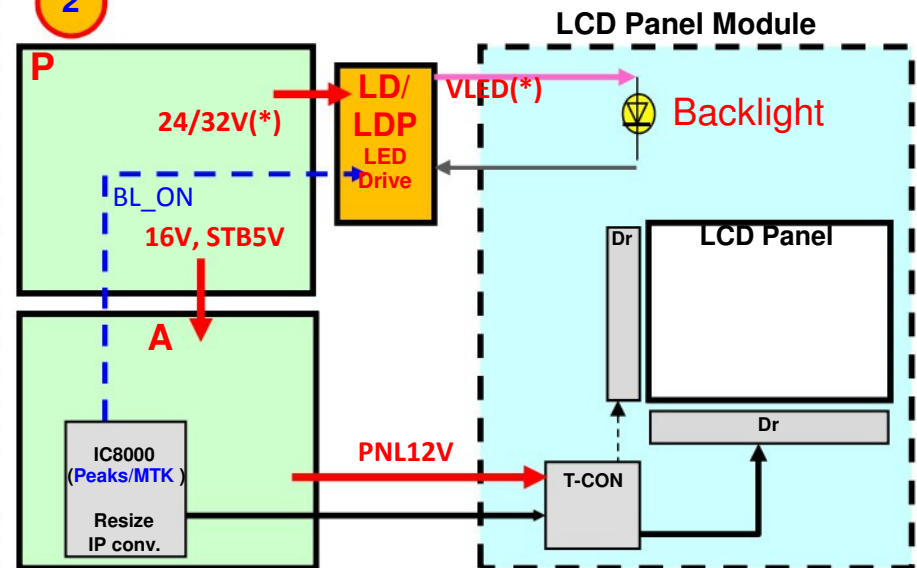 2
LCD Panel Module
P
24/32V(*)
LD/
LDP
LED
Drive
VLED(*)
Backlight
BL_ON
16V, STB5V
Dr
LCD Panel
A
Dr
IC8000
(Peaks/MTK )
Resize
IP conv.
PNL12V
T-CON